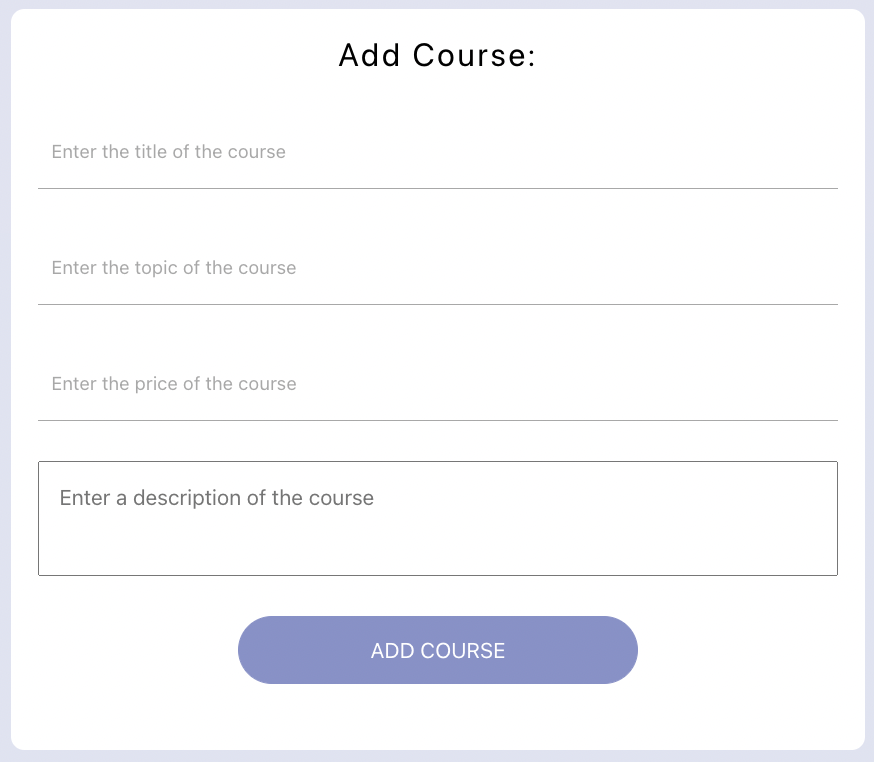 Add Course:
Enter the title of the course
Enter the topic of the course
Enter the price of the course
Enter a description of the course
ADD COURSE